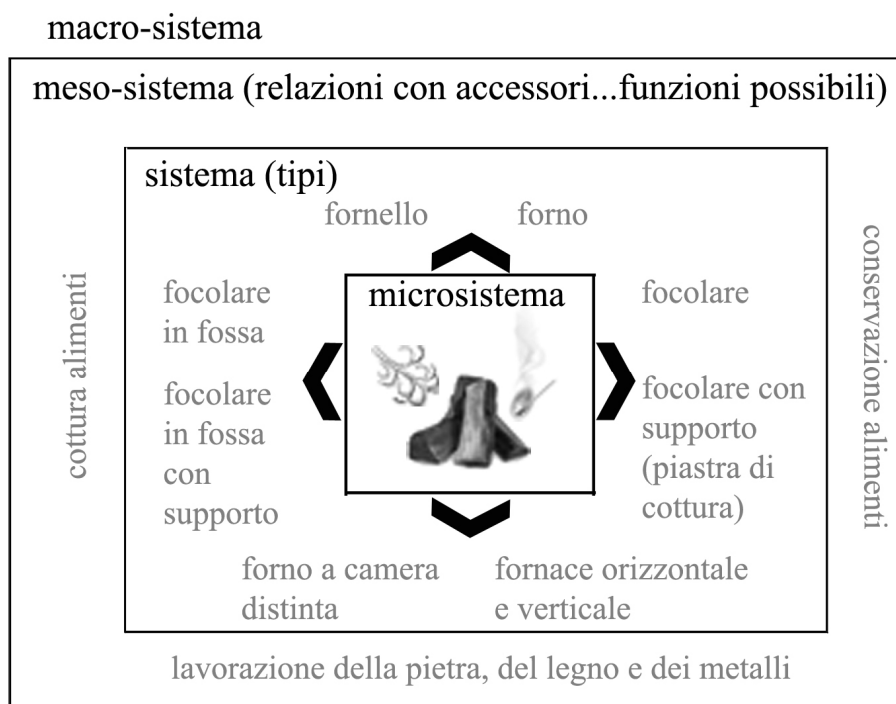 macro-sistema
meso-sistema (relazioni con accessori...funzioni possibili)
sistema (tipi)
fornello
forno
cottura alimenti
focolare
in fossa
focolare
in fossa
con
supporto
microsistema
focolare
focolare con
supporto
(piastra di
cottura)
conservazione alimenti
forno a camera
distinta
fornace orizzontale
e verticale
lavorazione della pietra, del legno e dei metalli